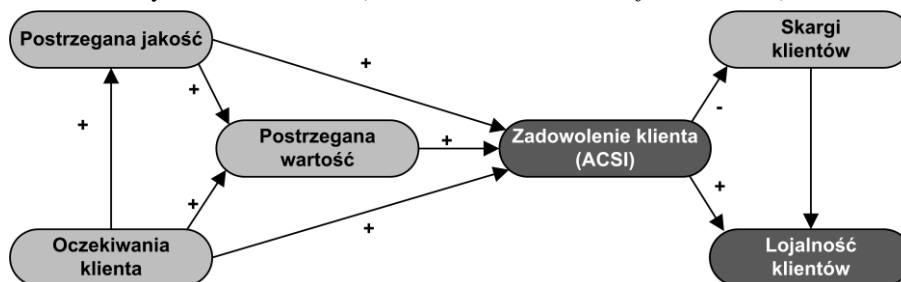 Postrzegana jakość
Skargi
klientów
+
+
+
-
Postrzegana
wartość
+
Zadowolenie klienta
(ACSI)
+
+
+
Oczekiwania
klienta
Lojalność
klientów